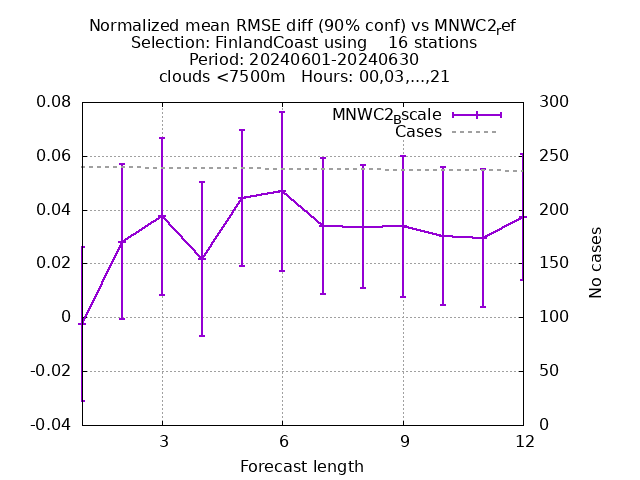 Normalized mean RMSE diff (90% conf) vs MNWC2_ref
Selection: FinlandCoast using    16 stations
Period: 20240601-20240630
clouds <7500m   Hours: 00,03,...,21
MNWC2_Bscale
Cases
0.08
0.06
0.04
0.02
0
-0.02
-0.04
300
250
200
150
100
50
0
No cases
3
6
9
12
Forecast length